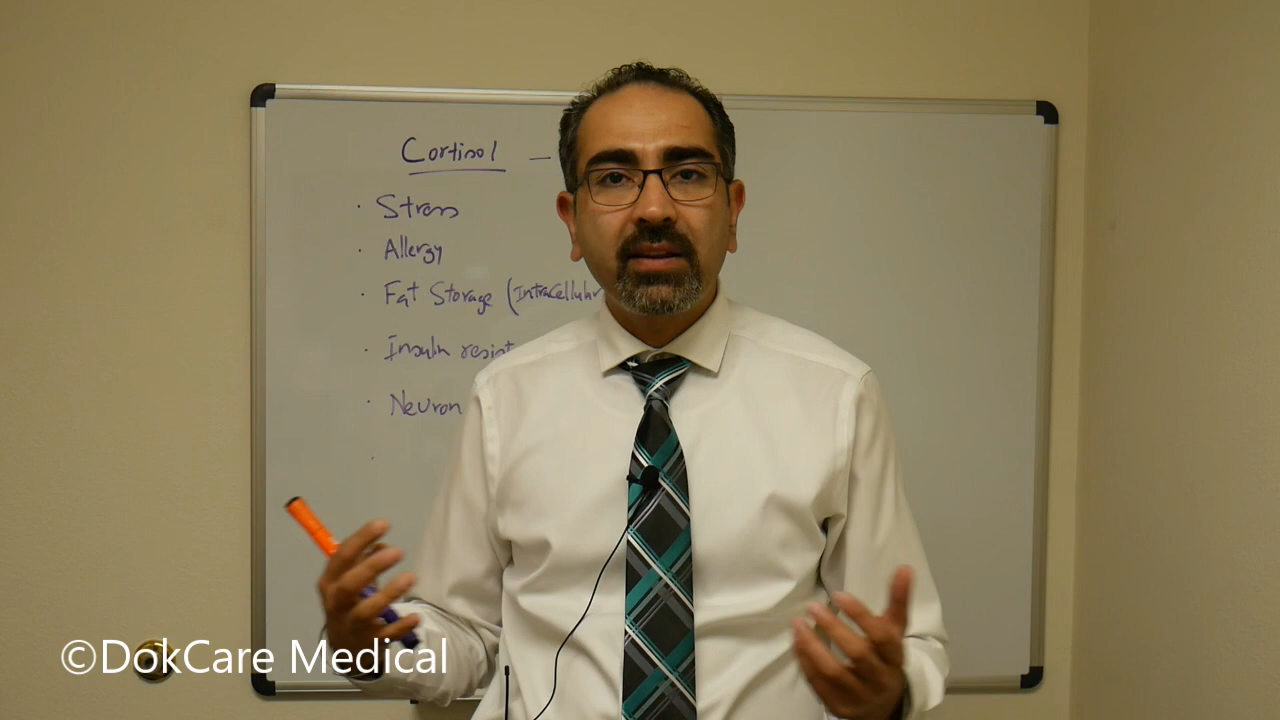 Cortisol —
· Stress
· Allergy
· Fat Storage (Intracellular
· Insulin resist
· Neuron
·
©DokCare Medical